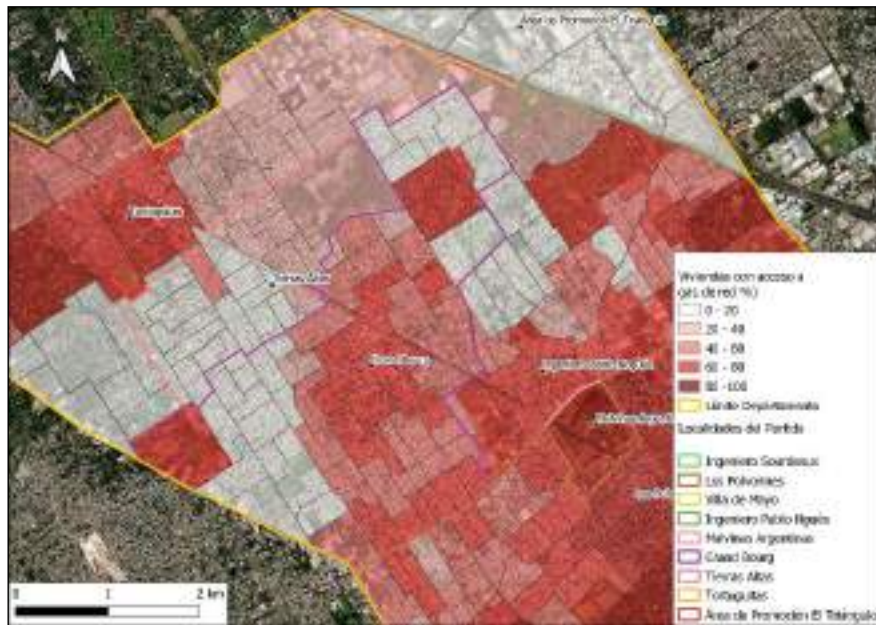 N
Área de Promoción El Triángulo
Tortuguitas
Tierras Altas
Grand Bourg
Ingeniero Pablo Nogués
Viviendas con acceso a
gas de red (%)
0 - 20
20 - 40
40 - 60
60 - 80
80 -100
Límite Departamento
Localidades del Partido
Ingeniero Sourdeaux
Los Polvorines
Villa de Mayo
Ingeniero Pablo Nogués
Malvinas Argentinas
Grand Bourg
Tierras Altas
Tortuguitas
Área de Promoción El Triángulo
0 1 2 km